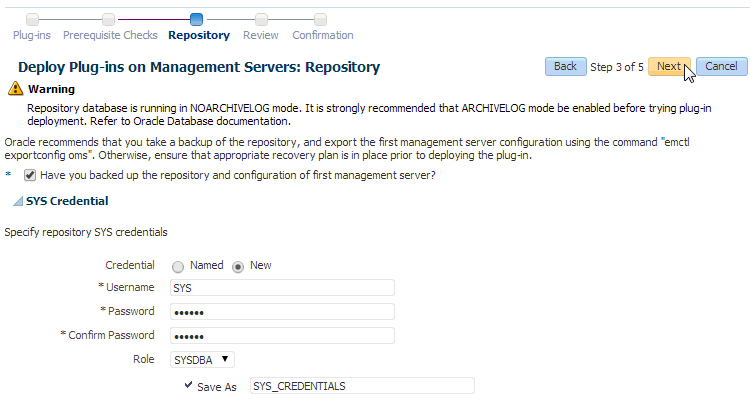 Plug-ins Prerequisite Checks Repository Review Confirmation
Deploy Plug-ins on Management Servers: Repository Back Step 3 of 5 Next Cancel
Warning
Repository database is running in NOARCHIVELOG mode. It is strongly recommended that ARCHIVELOG mode be enabled before trying plug-in
deployment. Refer to Oracle Database documentation.
Oracle recommends that you take a backup of the repository, and export the first management server configuration using the command "emctl
exportconfig oms". Otherwise, ensure that appropriate recovery plan is in place prior to deploying the plug-in.
* Have you backed up the repository and configuration of first management server?
SYS Credential
Specify repository SYS credentials
Credential Named New
* Username SYS
* Password ••••••
* Confirm Password ••••••
Role SYSDBA
Save As SYS_CREDENTIALS